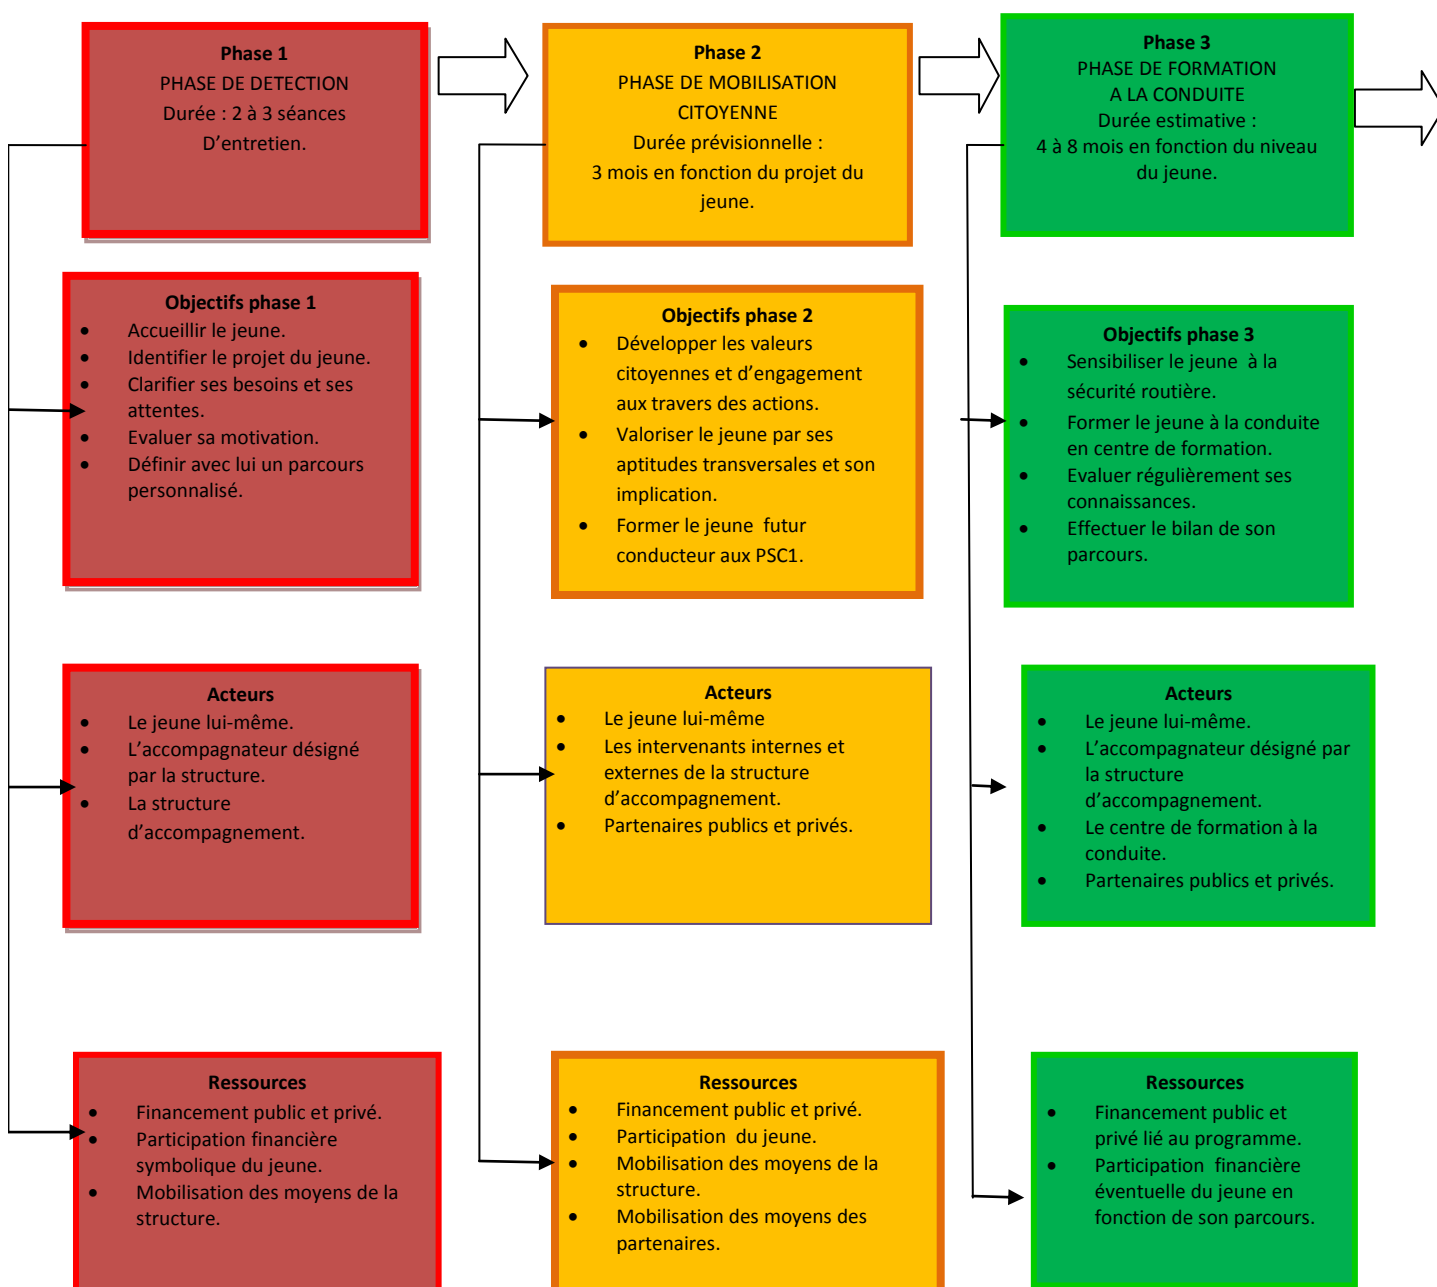 Phase 1
PHASE DE DETECTION
Durée : 2 à 3 séances
D’entretien.
Phase 2
PHASE DE MOBILISATION
CITOYENNE
Durée prévisionnelle :
3 mois en fonction du projet du
jeune.
Phase 3
PHASE DE FORMATION
A LA CONDUITE
Durée estimative :
4 à 8 mois en fonction du niveau
du jeune.
Objectifs phase 1
• Accueillir le jeune.
• Identifier le projet du jeune.
• Clarifier ses besoins et ses
attentes.
• Evaluer sa motivation.
• Définir avec lui un parcours
personnalisé.
Objectifs phase 2
• Développer les valeurs
citoyennes et d’engagement
aux travers des actions.
• Valoriser le jeune par ses
aptitudes transversales et son
implication.
• Former le jeune futur
conducteur aux PSC1.
Objectifs phase 3
• Sensibiliser le jeune à la
sécurité routière.
• Former le jeune à la conduite
en centre de formation.
• Evaluer régulièrement ses
connaissances.
• Effectuer le bilan de son
parcours.
Acteurs
• Le jeune lui-même.
• L’accompagnateur désigné
par la structure.
• La structure
d’accompagnement.
Acteurs
• Le jeune lui-même
• Les intervenants internes et
externes de la structure
d’accompagnement.
• Partenaires publics et privés.
Acteurs
• Le jeune lui-même.
• L’accompagnateur désigné par
la structure
d’accompagnement.
• Le centre de formation à la
conduite.
• Partenaires publics et privés.
Ressources
• Financement public et privé.
• Participation financière
symbolique du jeune.
• Mobilisation des moyens de la
structure.
Ressources
• Financement public et privé.
• Participation du jeune.
• Mobilisation des moyens de la
structure.
• Mobilisation des moyens des
partenaires.
Ressources
• Financement public et
privé lié au programme.
• Participation financière
éventuelle du jeune en
fonction de son parcours.